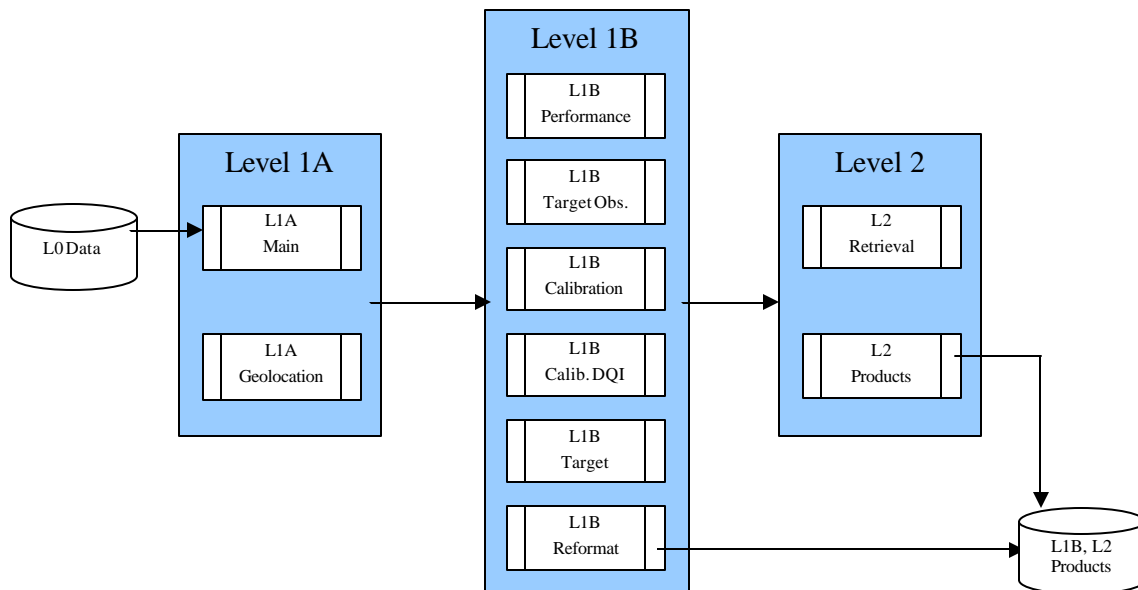 L0 Data
Level 1A
L1A
Main
L1A
Geolocation
Level 1B
L1B
Performance
L1B
Target Obs.
L1B
Calibration
L1B
Calib. DQI
L1B
Target
L1B
Reformat
Level 2
L2
Retrieval
L2
Products
L1B, L2
Products